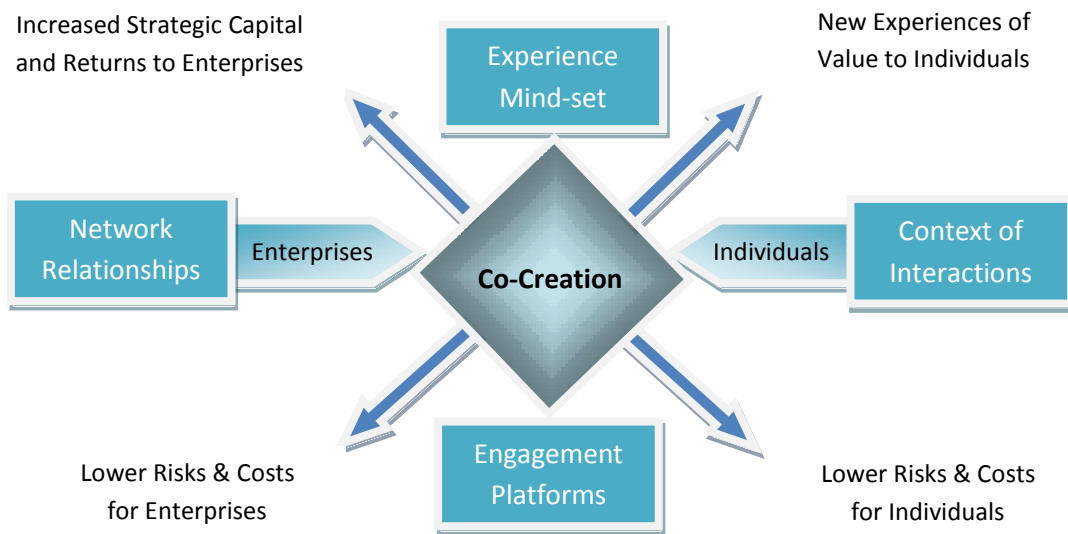 Increased Strategic Capital
and Returns to Enterprises
Experience
Mind-set
New Experiences of
Value to Individuals
Network
Relationships
Enterprises
Co-Creation
Individuals
Context of
Interactions
Lower Risks & Costs
for Enterprises
Engagement
Platforms
Lower Risks & Costs
for Individuals